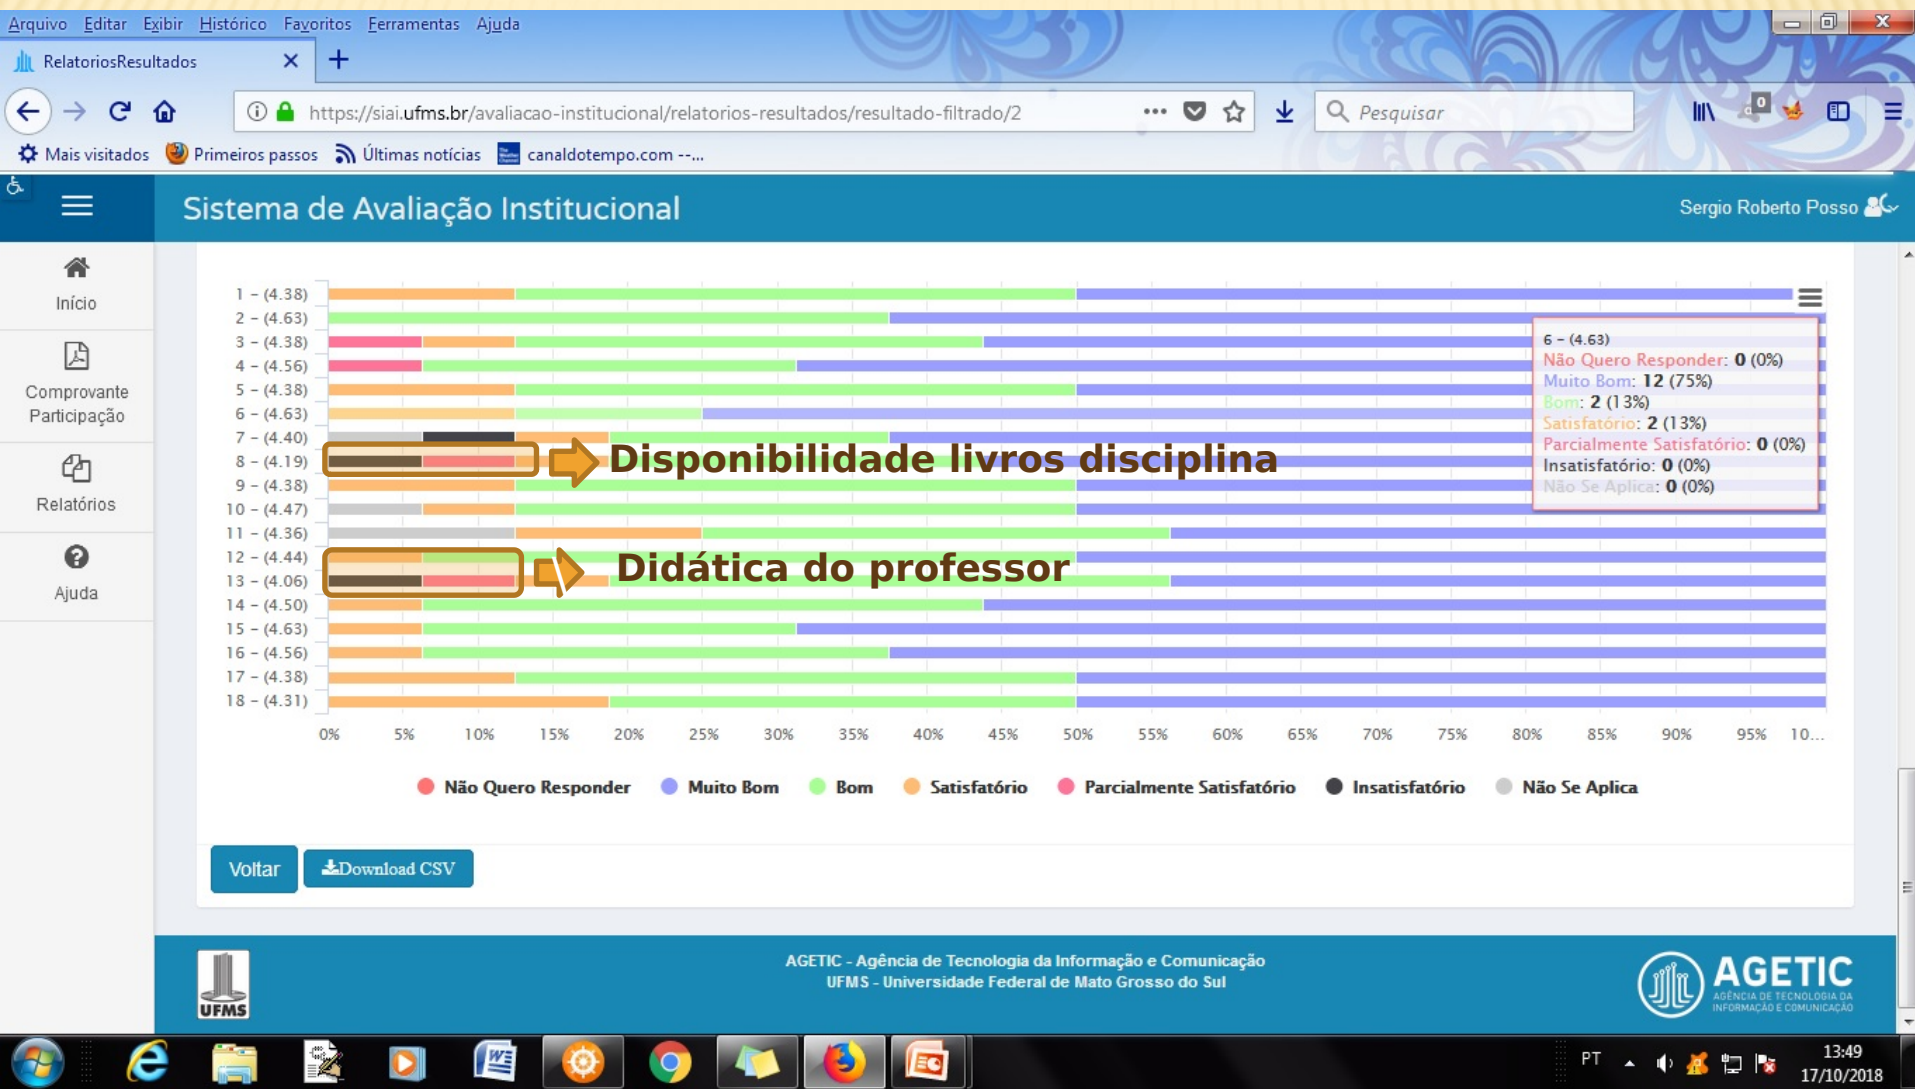 Arquivo Editar Exibir Histórico Favoritos Ferramentas Ajuda
RelatoriosResultados
https://siai.ufms.br/avaliacao-institucional/relatorios-resultados/resultado-filtrado/2
Pesquisar
0
Mais visitados Primeiros passos Últimas notícias canaldotempo.com --...
Sistema de Avaliação Institucional
Sergio Roberto Posso
Início
Comprovante
Participação
Relatórios
Ajuda
1 - (4.38)
2 - (4.63)
3 - (4.38)
4 - (4.56)
5 - (4.38)
6 - (4.63)
7 - (4.40)
8 - (4.19)
9 - (4.38)
10 - (4.47)
11 - (4.36)
12 - (4.44)
13 - (4.06)
14 - (4.50)
15 - (4.63)
16 - (4.56)
17 - (4.38)
18 - (4.31)
Disponibilidade livros disciplina
Didática do professor
6 - (4.63)
Não Quero Responder: 0 (0%)
Muito Bom: 12 (75%)
Bom: 2 (13%)
Satisfatório: 2 (13%)
Parcialmente Satisfatório: 0 (0%)
Insatisfatório: 0 (0%)
Não Se Aplica: 0 (0%)
0% 5% 10% 15% 20% 25% 30% 35% 40% 45% 50% 55% 60% 65% 70% 75% 80% 85% 90% 95% 10...
Não Quero Responder Muito Bom Bom Satisfatório Parcialmente Satisfatório Insatisfatório Não Se Aplica
Voltar Download CSV
UFMS
AGETIC - Agência de Tecnologia da Informação e Comunicação
UFMS - Universidade Federal de Mato Grosso do Sul
AGETIC
AGÊNCIA DE TECNOLOGIA DA
INFORMAÇÃO E COMUNICAÇÃO
PT
13:49
17/10/2018